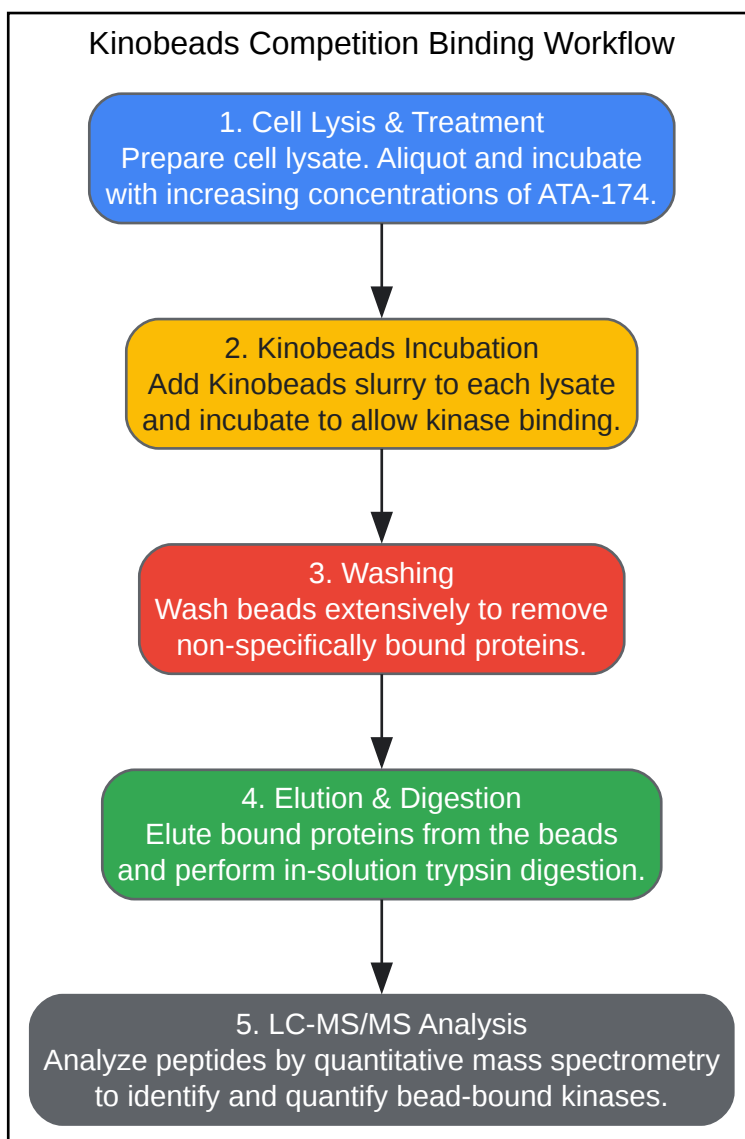 Kinobeads Competition Binding Workflow
1. Cell Lysis & Treatment
Prepare cell lysate. Aliquot and incubate
with increasing concentrations of ATA-174.
2. Kinobeads Incubation
Add Kinobeads slurry to each lysate
and incubate to allow kinase binding.
3. Washing
Wash beads extensively to remove
non-specifically bound proteins.
4. Elution & Digestion
Elute bound proteins from the beads
and perform in-solution trypsin digestion.
5. LC-MS/MS Analysis
Analyze peptides by quantitative mass spectrometry
to identify and quantify bead-bound kinases.